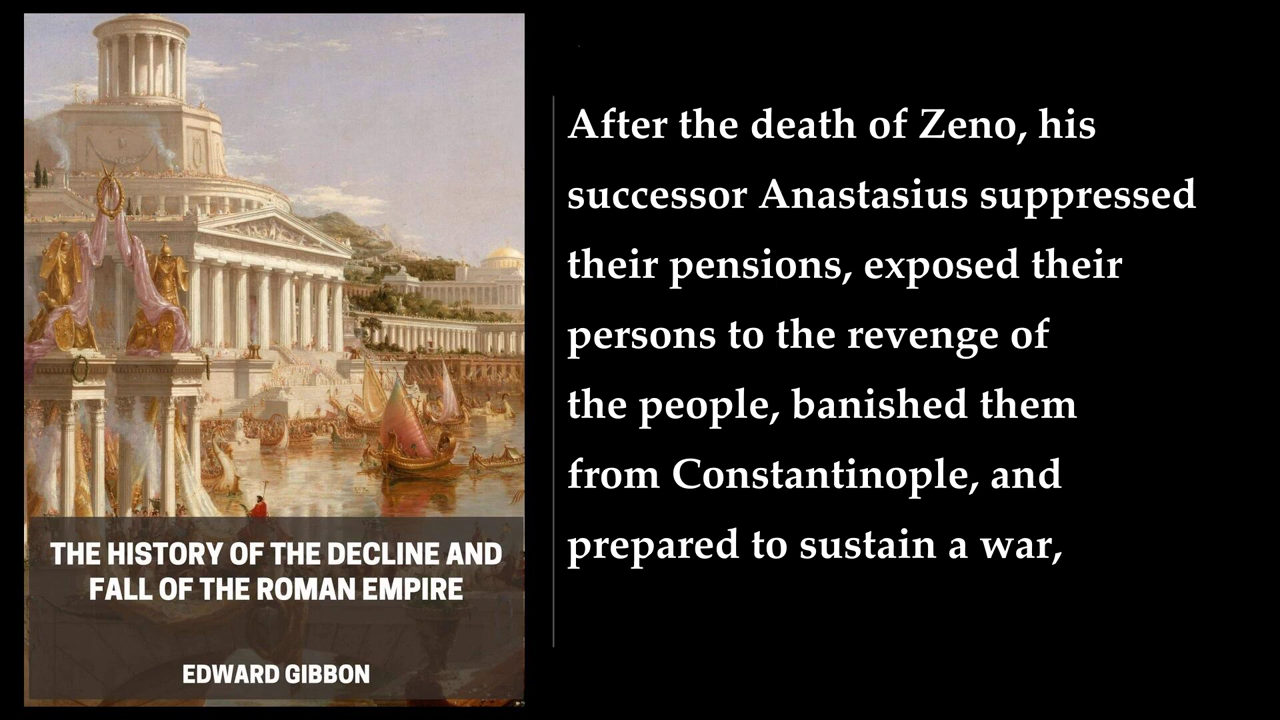 THE HISTORY OF THE DECLINE AND
FALL OF THE ROMAN EMPIRE
EDWARD GIBBON
After the death of Zeno, his
successor Anastasius suppressed
their pensions, exposed their
persons to the revenge of
the people, banished them
from Constantinople, and
prepared to sustain a war,